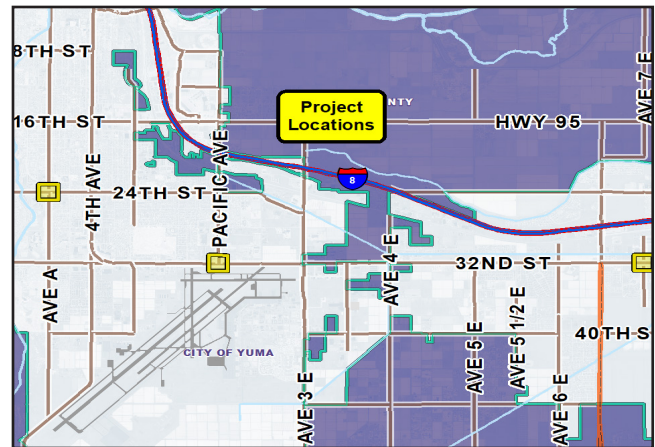 8TH ST
Project
Locations
NTY
16TH ST
HWY 95
AVE 7 E
4TH AVE
PACIFIC AVE
24TH ST
8
32ND ST
AVE A
AVE 4 E
AVE 5 E
AVE 5 1/2 E
40TH S
CITY OF YUMA
AVE 3 E
AVE 6 E